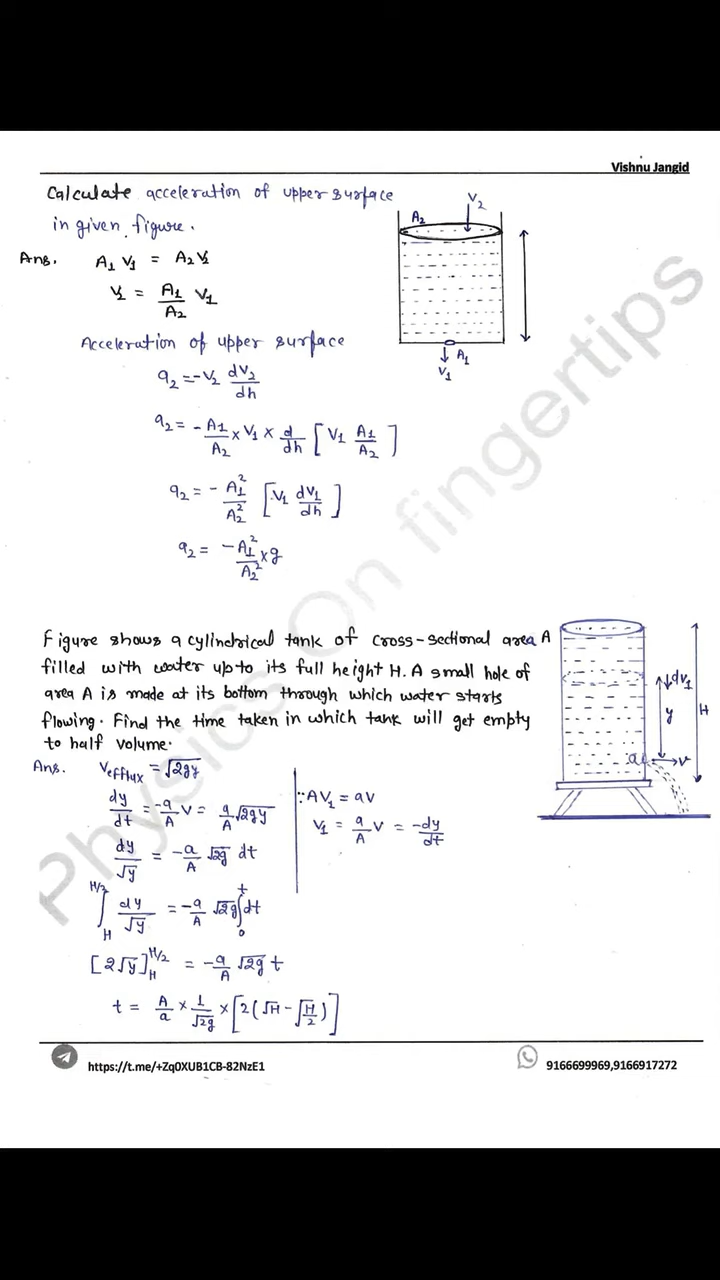 Vishnu Jangid
Calculate acceleration of upper surface
in given figure.
A₂
V₂
Ans. A₁ V₁ = A₂ V₂
V₂ = A₁/A₂ V₁
A₁
V₁
Acceleration of upper surface
a₂ = -V₂ dV₂/dh
a₂ = -A₁/A₂ × V₁ × d/dh [V₁ A₁/A₂]
a₂ = - A₁²/A₂² [V₁ dV₁/dh]
a₂ = -A₁²/A₂² × g
Figure shows a cylindrical tank of cross-sectional area A
filled with water upto its full height H. A small hole of
area A is made at its bottom through which water starts
flowing. Find the time taken in which tank will get empty
to half volume.
dv₁
H
y
a
v
Ans. Vefflux = √2gy
dy/dt = -a/A v = a/A √2gy
dy/√y = -a/A √2g dt
∫_H^{H/2} dy/√y = -a/A √2g ∫_0^t dt
[2√y]_H^{H/2} = -a/A √2g t
t = A/a × 1/√2g × [2(√H - √H/2)]
∵ AV₁ = av
V₁ = a/A v = -dy/dt
Physics On fingertips
https://t.me/+Zq0XUB1CB-82NzE1
9166699969,9166917272